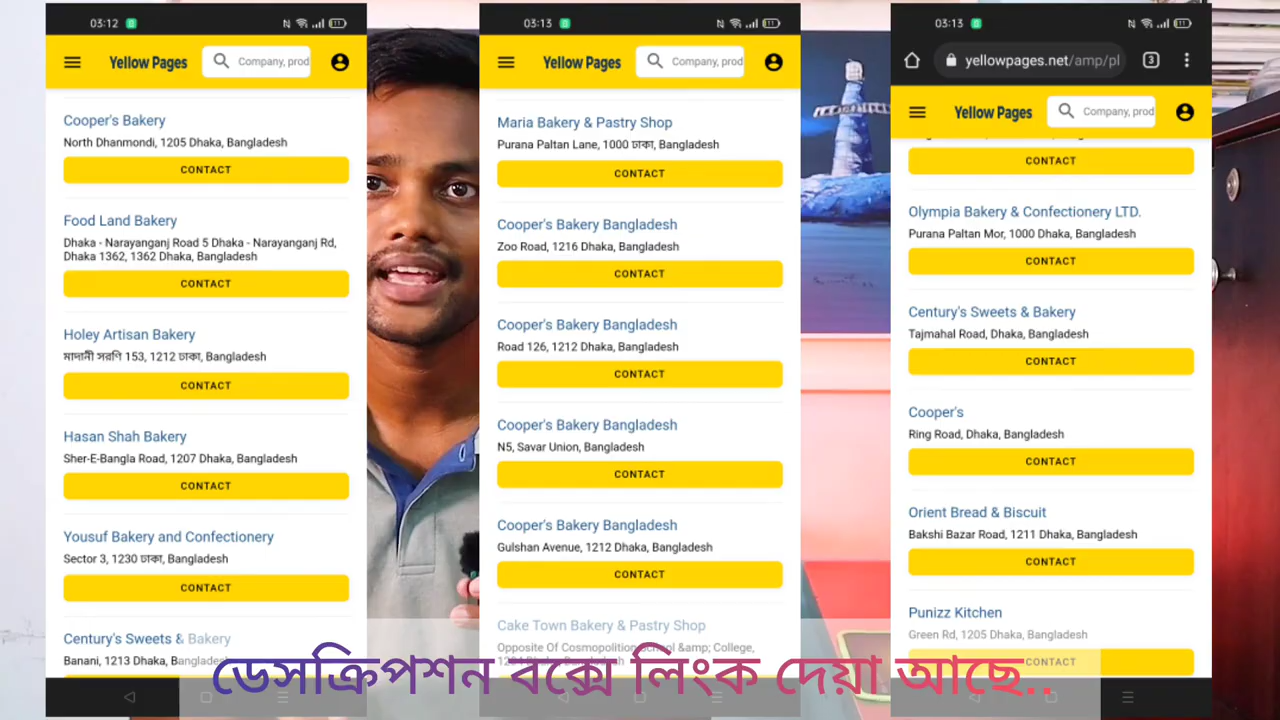 03:12
Yellow Pages
Company, prod
Cooper's Bakery
North Dhanmondi, 1205 Dhaka, Bangladesh
CONTACT
Food Land Bakery
Dhaka - Narayanganj Road 5 Dhaka - Narayanganj Rd,
Dhaka 1362, 1362 Dhaka, Bangladesh
CONTACT
Holey Artisan Bakery
মাদানী সরণি 153, 1212 ঢাকা, Bangladesh
CONTACT
Hasan Shah Bakery
Sher-E-Bangla Road, 1207 Dhaka, Bangladesh
CONTACT
Yousuf Bakery and Confectionery
Sector 3, 1230 ঢাকা, Bangladesh
CONTACT
Century's Sweets & Bakery
Banani, 1213 Dhaka, Bangladesh
03:13
Yellow Pages
Company, prod
Maria Bakery & Pastry Shop
Purana Paltan Lane, 1000 ঢাকা, Bangladesh
CONTACT
Cooper's Bakery Bangladesh
Zoo Road, 1216 Dhaka, Bangladesh
CONTACT
Cooper's Bakery Bangladesh
Road 126, 1212 Dhaka, Bangladesh
CONTACT
Cooper's Bakery Bangladesh
N5, Savar Union, Bangladesh
CONTACT
Cooper's Bakery Bangladesh
Gulshan Avenue, 1212 Dhaka, Bangladesh
CONTACT
Cake Town Bakery & Pastry Shop
Opposite Of Cosmopolition School &amp; College,
Dhaka, Bangladesh
03:13
yellowpages.net/amp/pl
3
Yellow Pages
Company, prod
CONTACT
Olympia Bakery & Confectionery LTD.
Purana Paltan Mor, 1000 Dhaka, Bangladesh
CONTACT
Century's Sweets & Bakery
Tajmahal Road, Dhaka, Bangladesh
CONTACT
Cooper's
Ring Road, Dhaka, Bangladesh
CONTACT
Orient Bread & Biscuit
Bakshi Bazar Road, 1211 Dhaka, Bangladesh
CONTACT
Punizz Kitchen
Green Rd, 1205 Dhaka, Bangladesh
CONTACT
ডেসক্রিপশন বক্সে লিংক দেয়া আছে..